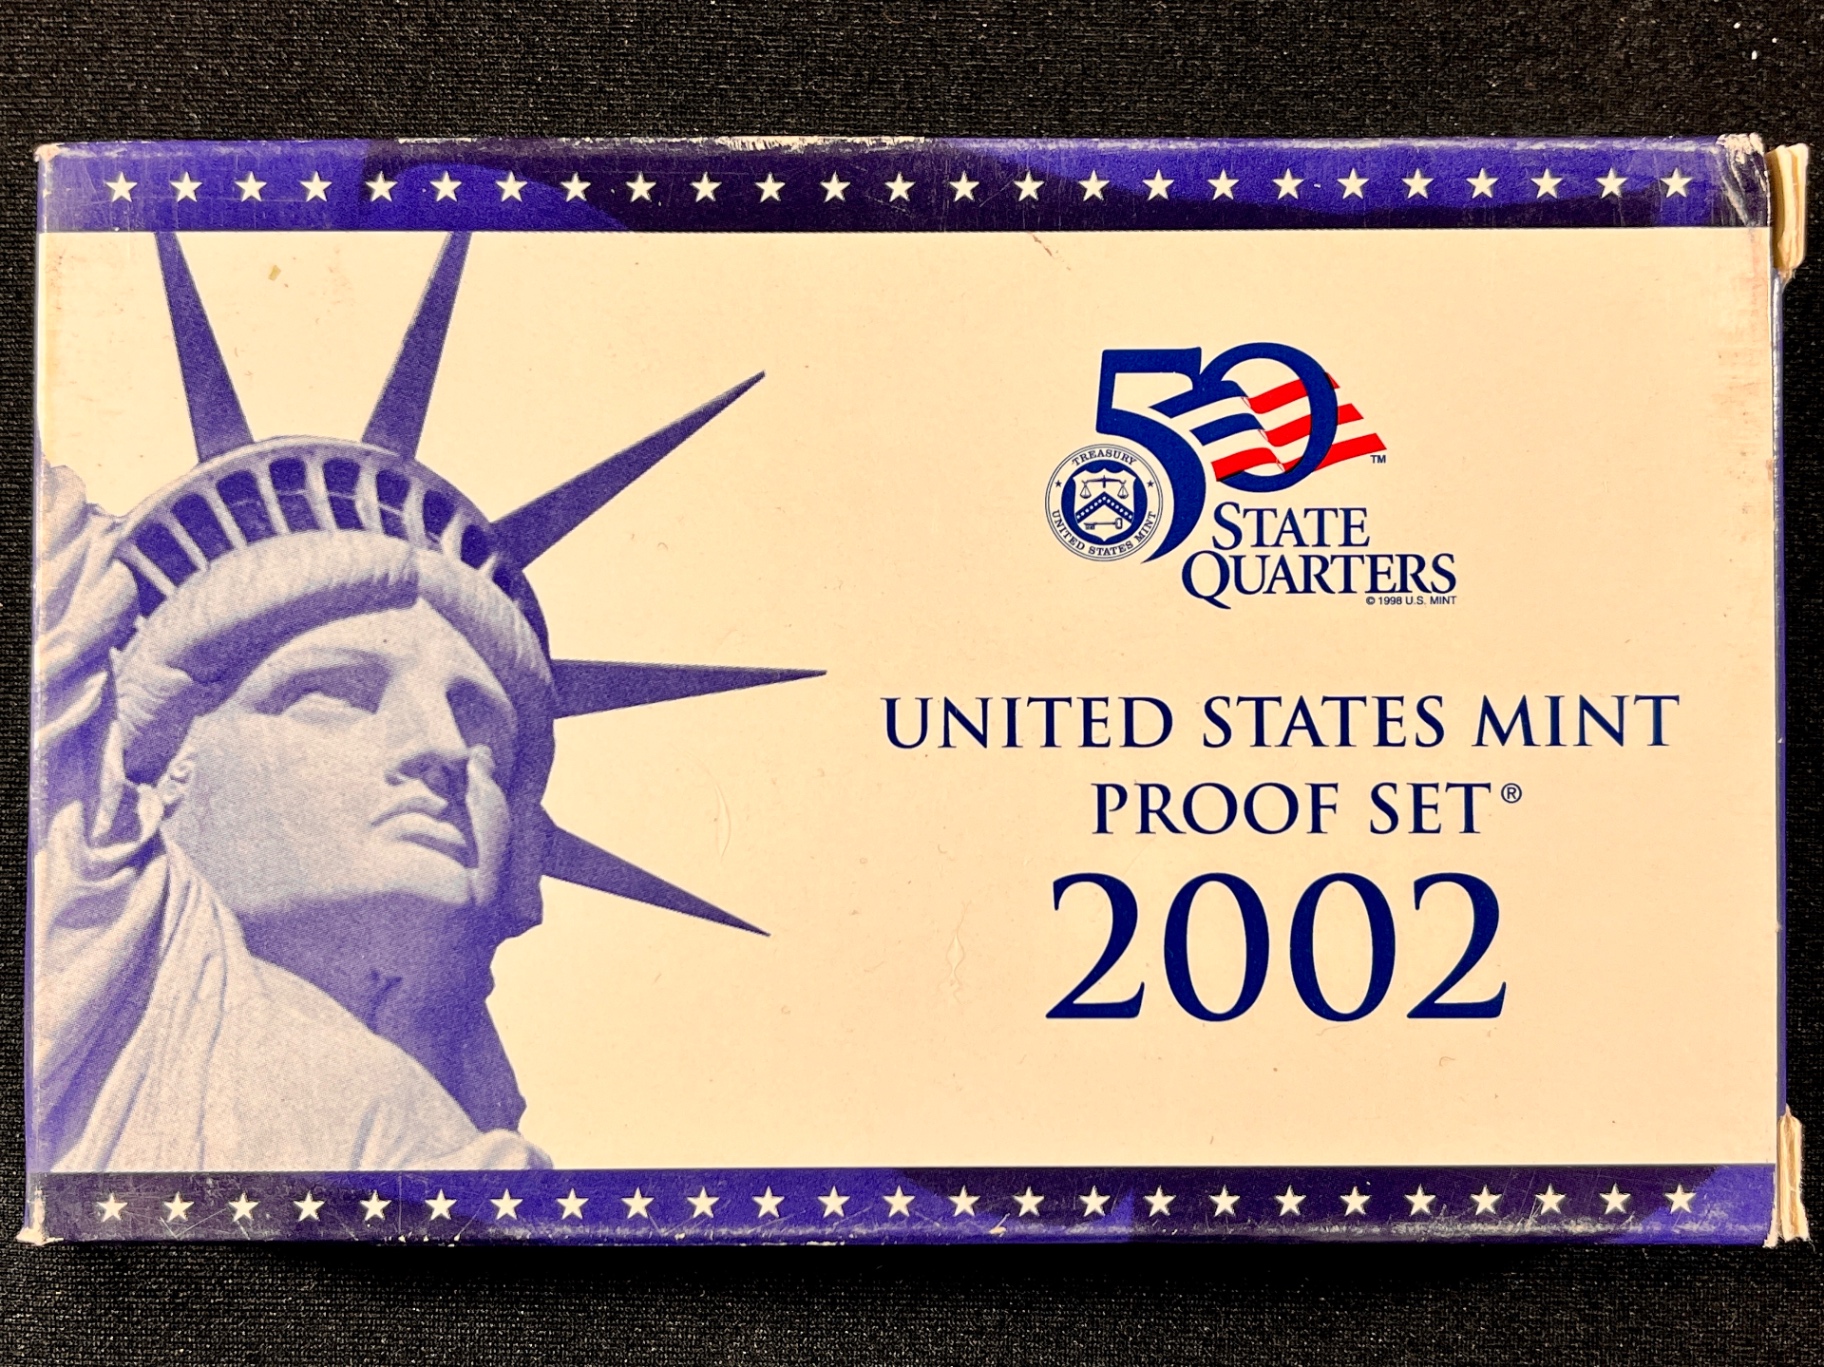 50
TM
TREASURY
UNITED STATES MINT
STATE
QUARTERS
© 1998 U.S. MINT
UNITED STATES MINT
PROOF SET®
2002